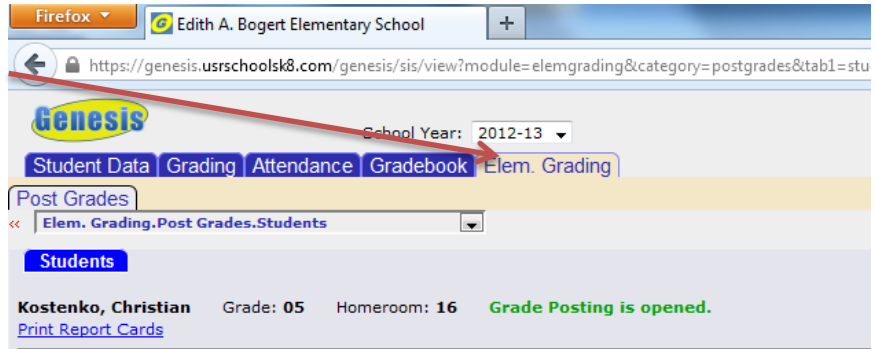 Firefox
Edith A. Bogert Elementary School
https://genesis.usrschoolsk8.com/genesis/sis/view?module=elemgrading&category=postgrades&tab1=stu
Genesis
School Year: 2012-13
Student Data Grading Attendance Gradebook Elem. Grading
Post Grades
« Elem. Grading.Post Grades.Students
Students
Kostenko, Christian Grade: 05 Homeroom: 16 Grade Posting is opened.
Print Report Cards